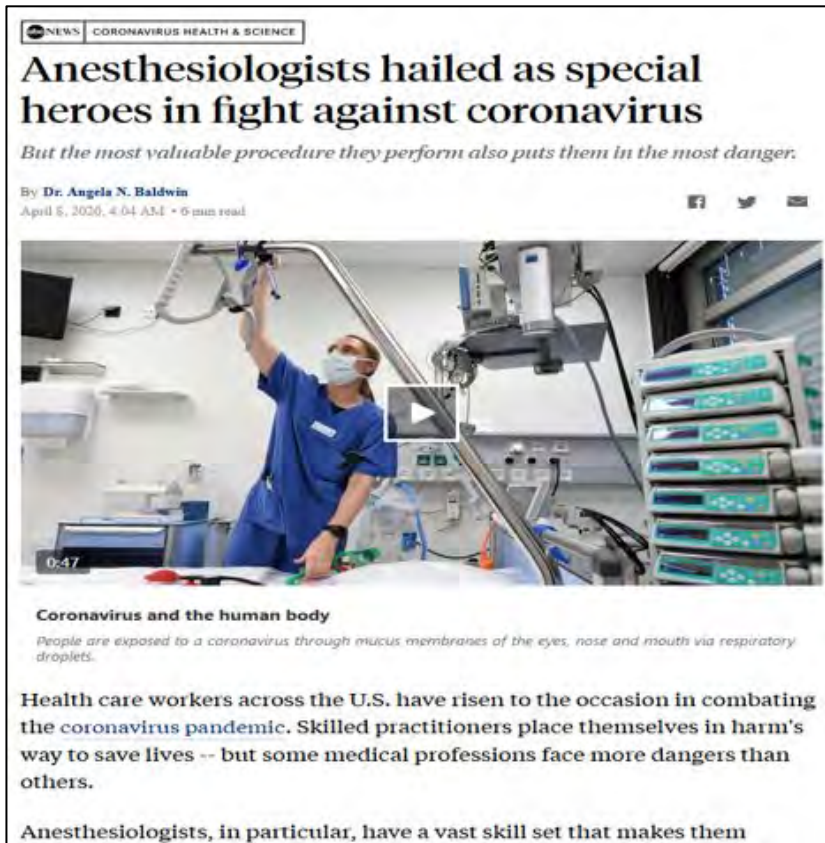 abc NEWS CORONAVIRUS HEALTH & SCIENCE
Anesthesiologists hailed as special
heroes in fight against coronavirus
But the most valuable procedure they perform also puts them in the most danger.
By Dr. Angela N. Baldwin
April 8, 2020, 4:04 AM • 6 min read
0:47
Coronavirus and the human body
People are exposed to a coronavirus through mucus membranes of the eyes, nose and mouth via respiratory
droplets.
Health care workers across the U.S. have risen to the occasion in combating
the coronavirus pandemic. Skilled practitioners place themselves in harm's
way to save lives -- but some medical professions face more dangers than
others.
Anesthesiologists, in particular, have a vast skill set that makes them